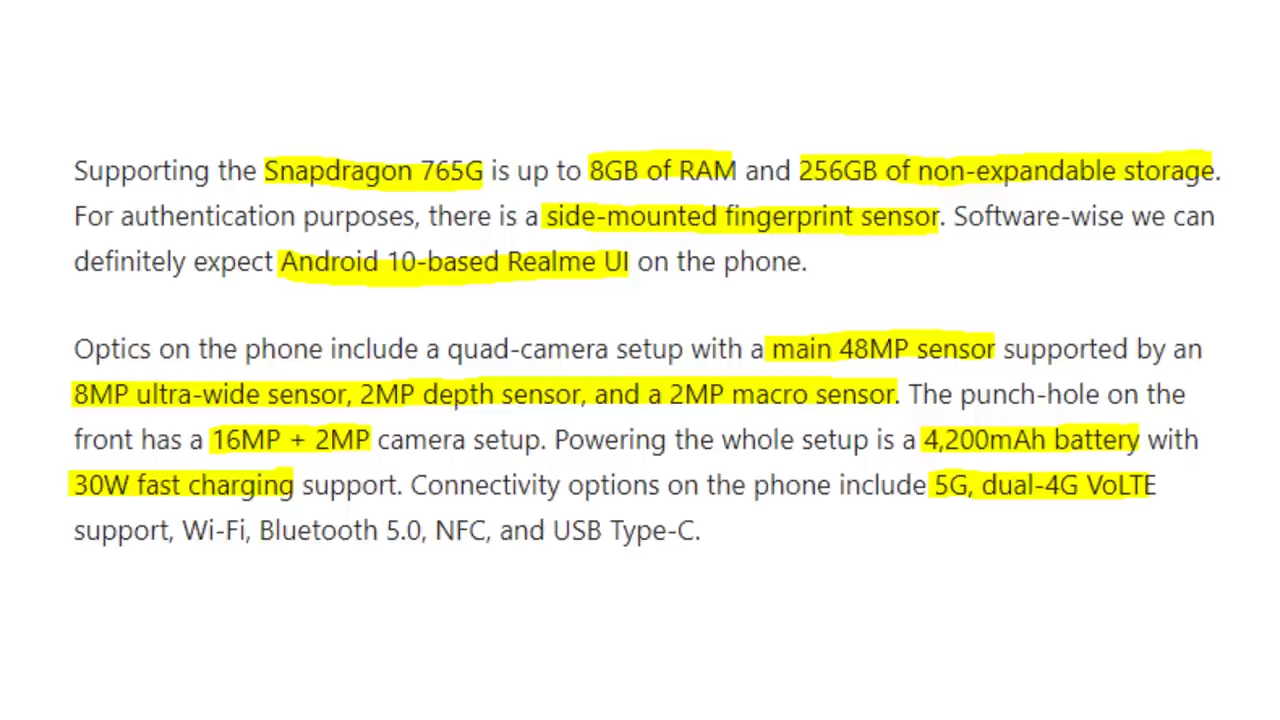 Supporting the Snapdragon 765G is up to 8GB of RAM and 256GB of non-expandable storage.
For authentication purposes, there is a side-mounted fingerprint sensor. Software-wise we can
definitely expect Android 10-based Realme UI on the phone.
Optics on the phone include a quad-camera setup with a main 48MP sensor supported by an
8MP ultra-wide sensor, 2MP depth sensor, and a 2MP macro sensor. The punch-hole on the
front has a 16MP + 2MP camera setup. Powering the whole setup is a 4,200mAh battery with
30W fast charging support. Connectivity options on the phone include 5G, dual-4G VoLTE
support, Wi-Fi, Bluetooth 5.0, NFC, and USB Type-C.